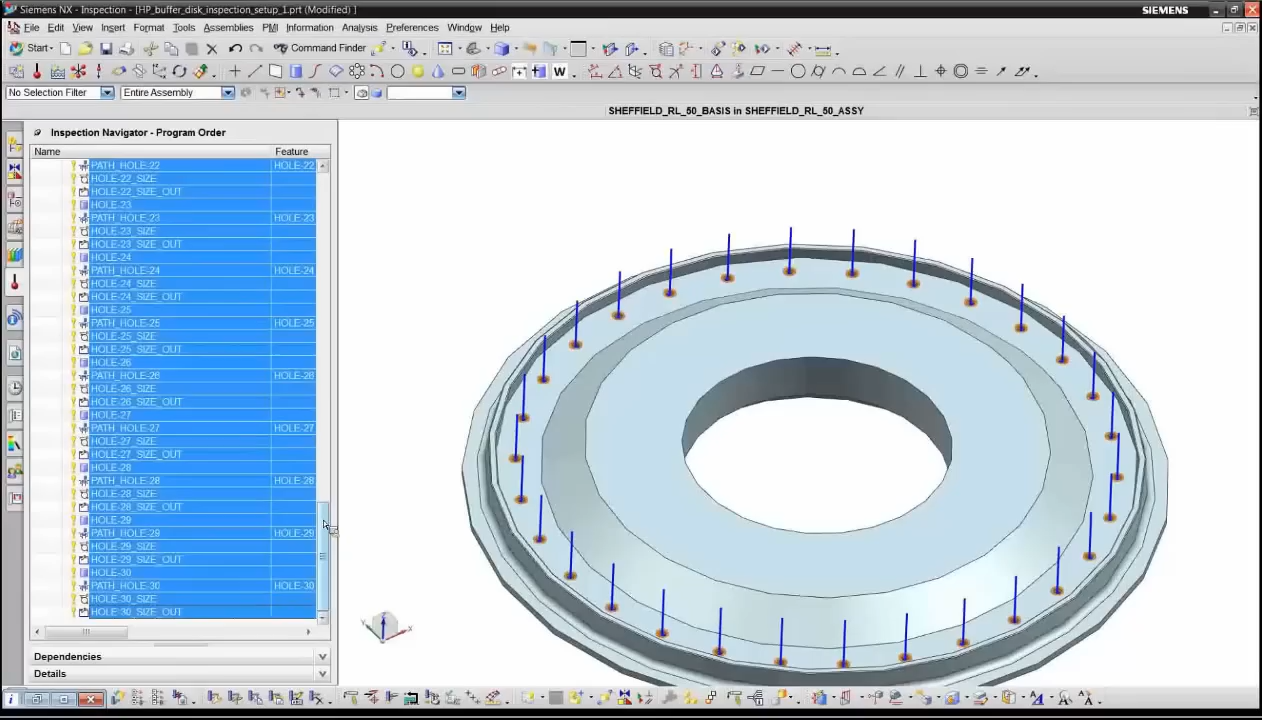 Siemens NX - Inspection - [HP_buffer_disk_inspection_setup_1.prt (Modified) ]
SIEMENS
File Edit View Insert Format Tools Assemblies PMI Information Analysis Preferences Window Help
Start Command Finder
W
No Selection Filter Entire Assembly
SHEFFIELD_RL_50_BASIS in SHEFFIELD_RL_50_ASSY
Inspection Navigator - Program Order
Name Feature
PATH_HOLE-22 HOLE-22
HOLE-22_SIZE
HOLE-22_SIZE_OUT
HOLE-23
PATH_HOLE-23 HOLE-23
HOLE-23_SIZE
HOLE-23_SIZE_OUT
HOLE-24
PATH_HOLE-24 HOLE-24
HOLE-24_SIZE
HOLE-24_SIZE_OUT
HOLE-25
PATH_HOLE-25 HOLE-25
HOLE-25_SIZE
HOLE-25_SIZE_OUT
HOLE-26
PATH_HOLE-26 HOLE-26
HOLE-26_SIZE
HOLE-26_SIZE_OUT
HOLE-27
PATH_HOLE-27 HOLE-27
HOLE-27_SIZE
HOLE-27_SIZE_OUT
HOLE-28
PATH_HOLE-28 HOLE-28
HOLE-28_SIZE
HOLE-28_SIZE_OUT
HOLE-29
PATH_HOLE-29 HOLE-29
HOLE-29_SIZE
HOLE-29_SIZE_OUT
HOLE-30
PATH_HOLE-30 HOLE-30
HOLE-30_SIZE
HOLE-30_SIZE_OUT
Dependencies
Details